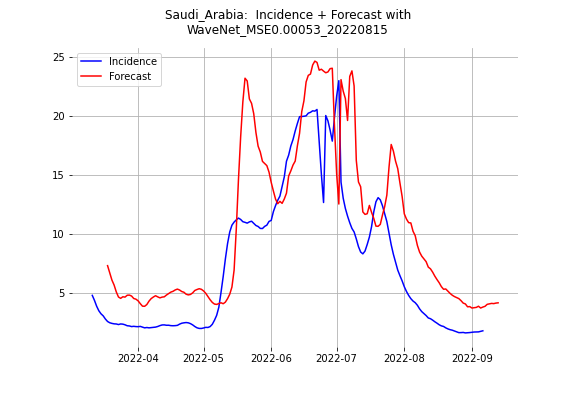 Saudi_Arabia:  Incidence + Forecast with
WaveNet_MSE0.00053_20220815
Incidence
Forecast
25
20
15
10
5
2022-04 2022-05 2022-06 2022-07 2022-08 2022-09